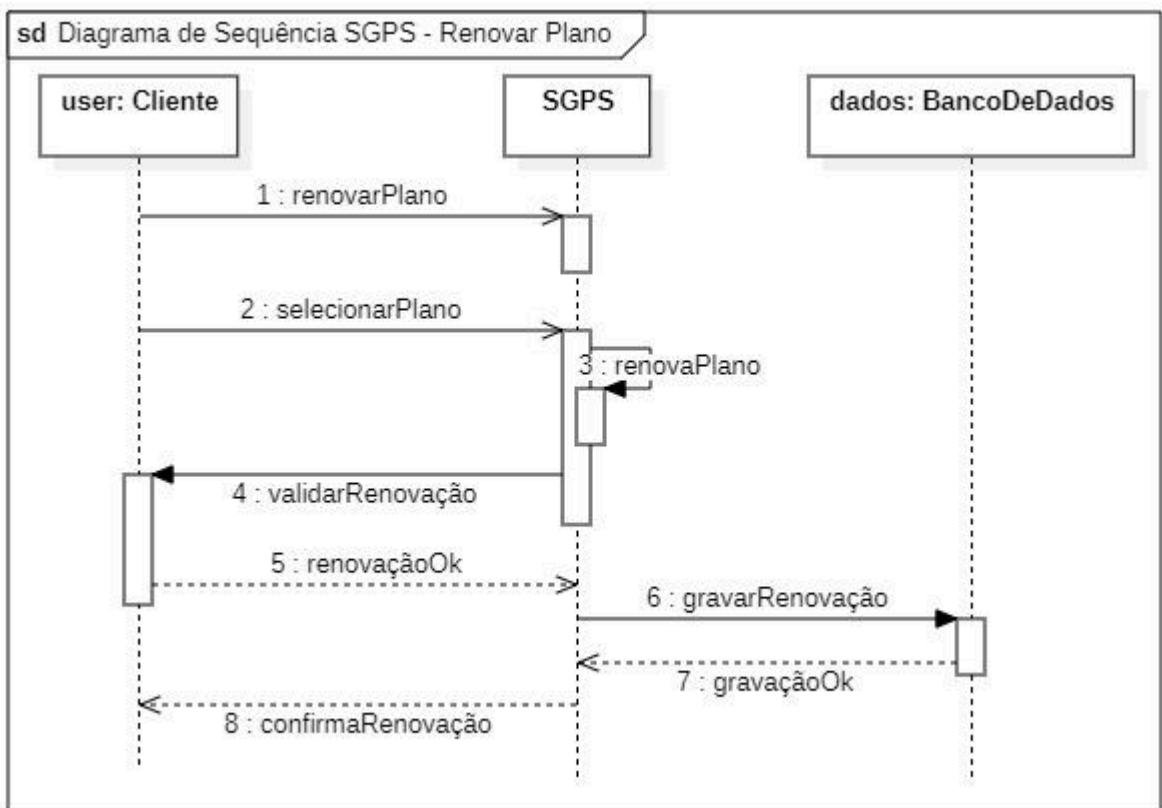 sd Diagrama de Sequência SGPS - Renovar Plano
user: Cliente
SGPS
dados: BancoDeDados
1 : renovarPlano
2 : selecionarPlano
3 : renovaPlano
4 : validarRenovação
5 : renovaçãoOk
6 : gravarRenovação
7 : gravaçãoOk
8 : confirmaRenovação